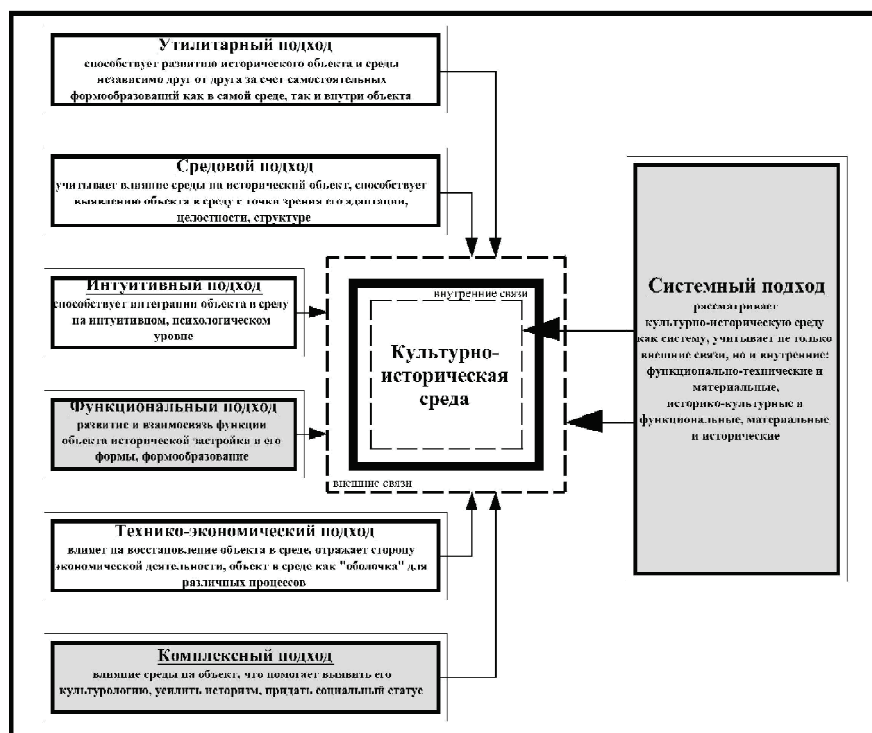 Утилитарный подход
способствует развитию исторического объекта и среды
независимо друг от друга за счет самостоятельных
формообразований как в самой среде, так и внутри объекта
Средовой подход
учитывает влияние среды на исторический объект, способствует
выявлению объекта в среду с точки зрения его адаптации,
целостности, структуре
Интуитивный подход
способствует интеграции объекта в среду
на интуитивном, психологическом
уровне
Функциональный подход
развитие и взаимосвязь функции
объекта исторической застройки и его
формы, формообразование
Технико-экономический подход
влияет на восстановление объекта в среде, отражает сторону
экономической деятельности, объект в среде как "оболочка" для
различных процессов
Комплексный подход
влияние среды на объект, что помогает выявить его
культурологию, усилить историзм, придать социальный статус
внутренние связи
Культурно-
историческая
среда
внешние связи
Системный подход
рассматривает
культурно-историческую среду
как систему, учитывает не только
внешние связи, но и внутренние:
функционально-технические и
материальные,
историко-культурные и
функциональные, материальные
и исторические